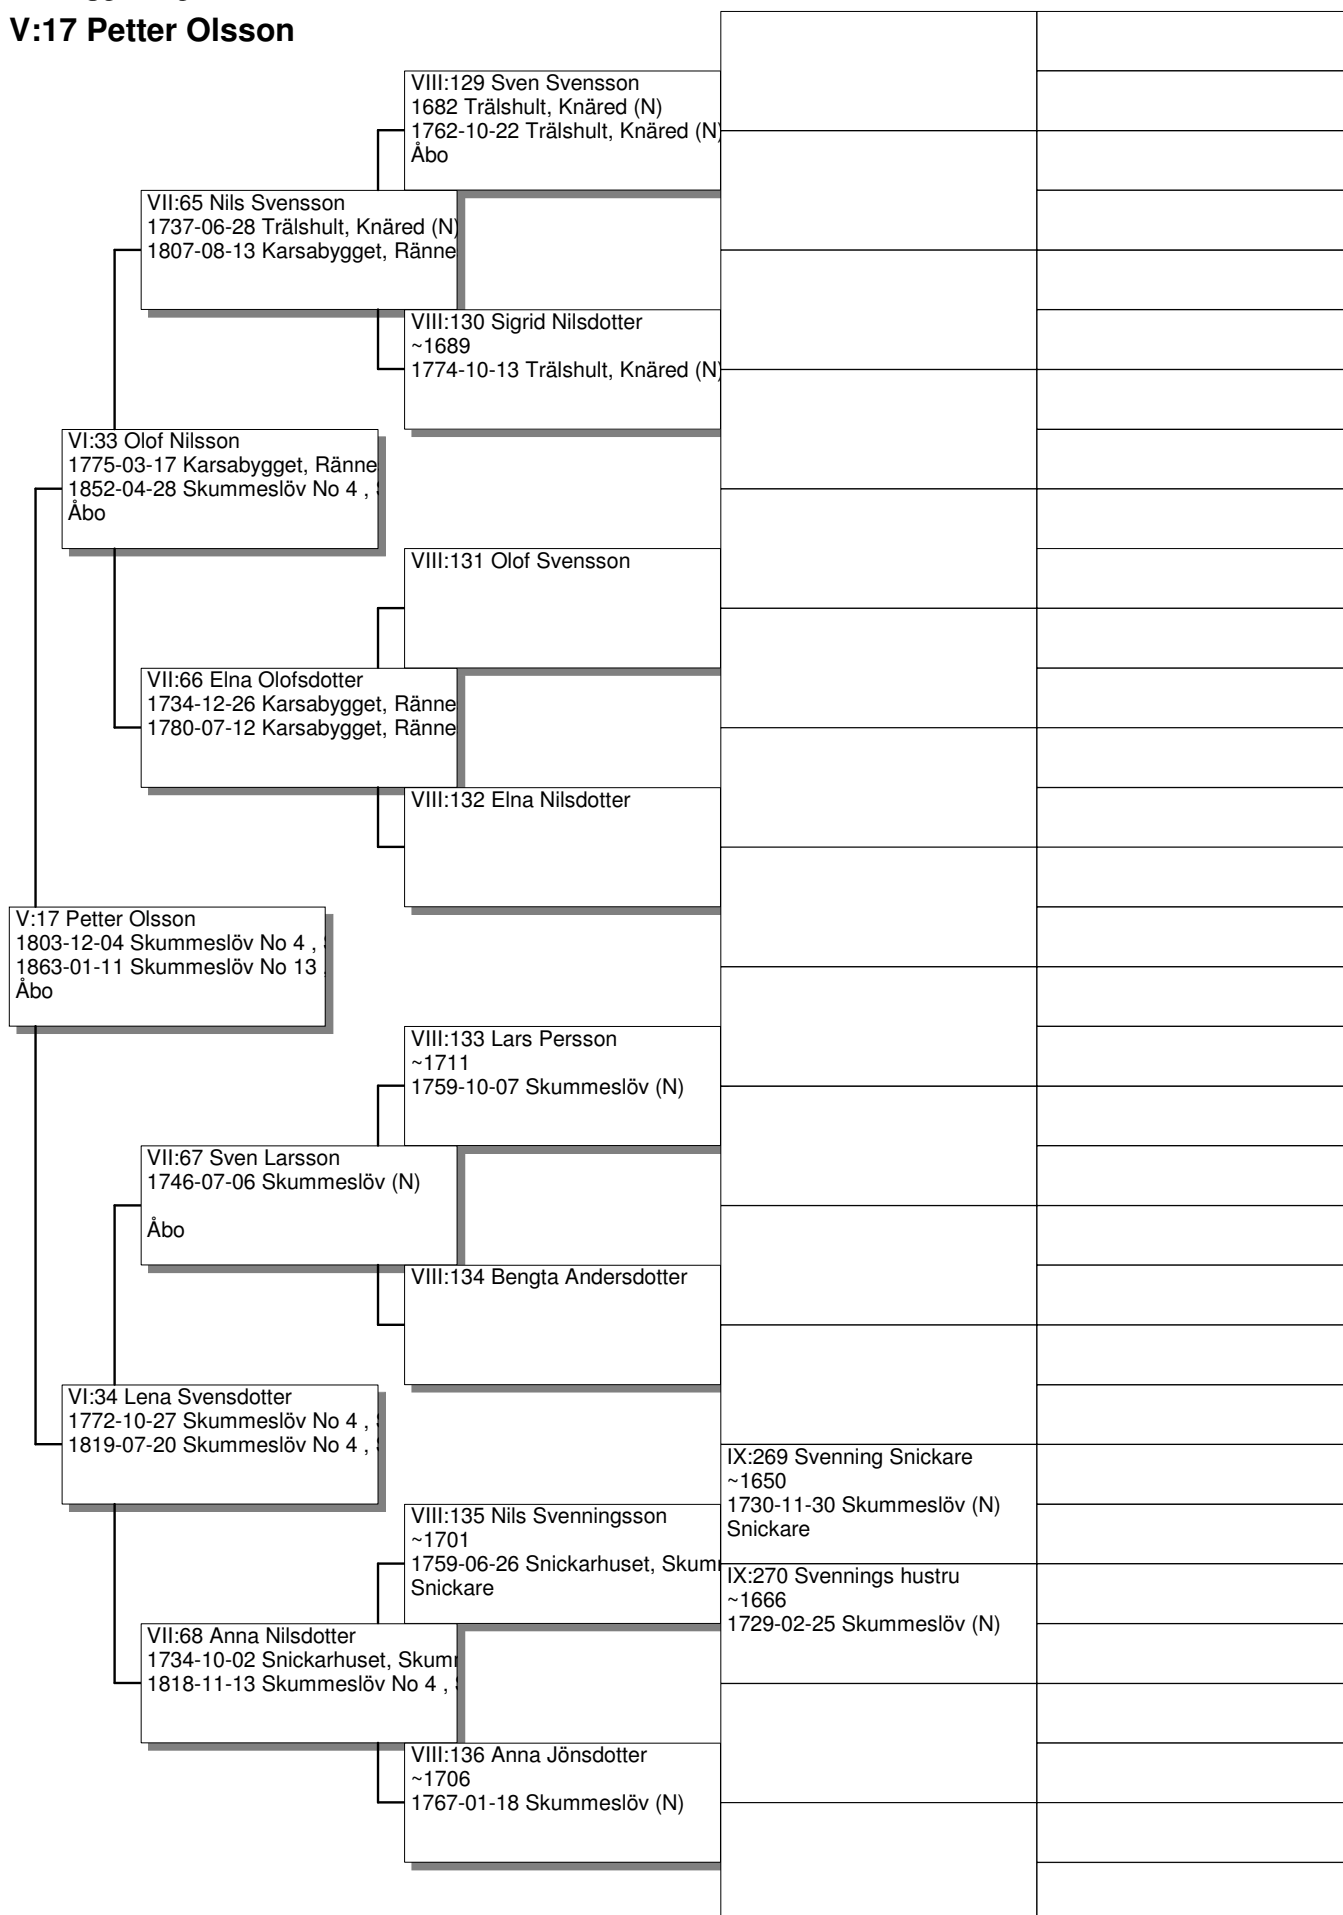 V:17 Petter Olsson
VIII:129 Sven Svensson
1682 Trälshult, Knäred (N)
1762-10-22 Trälshult, Knäred (N)
Åbo
VII:65 Nils Svensson
1737-06-28 Trälshult, Knäred (N)
1807-08-13 Karsabygget, Ränne
VIII:130 Sigrid Nilsdotter
~1689
1774-10-13 Trälshult, Knäred (N)
VI:33 Olof Nilsson
1775-03-17 Karsabygget, Ränne
1852-04-28 Skummeslöv No 4 ,
Åbo
VIII:131 Olof Svensson
VII:66 Elna Olofsdotter
1734-12-26 Karsabygget, Ränne
1780-07-12 Karsabygget, Ränne
VIII:132 Elna Nilsdotter
V:17 Petter Olsson
1803-12-04 Skummeslöv No 4 ,
1863-01-11 Skummeslöv No 13 ,
Åbo
VIII:133 Lars Persson
~1711
1759-10-07 Skummeslöv (N)
VII:67 Sven Larsson
1746-07-06 Skummeslöv (N)
Åbo
VIII:134 Bengta Andersdotter
VI:34 Lena Svensdotter
1772-10-27 Skummeslöv No 4 ,
1819-07-20 Skummeslöv No 4 ,
IX:269 Svenning Snickare
~1650
1730-11-30 Skummeslöv (N)
Snickare
VIII:135 Nils Svenningsson
~1701
1759-06-26 Snickarhuset, Skum
Snickare
IX:270 Svennings hustru
~1666
1729-02-25 Skummeslöv (N)
VII:68 Anna Nilsdotter
1734-10-02 Snickarhuset, Skum
1818-11-13 Skummeslöv No 4 ,
VIII:136 Anna Jönsdotter
~1706
1767-01-18 Skummeslöv (N)